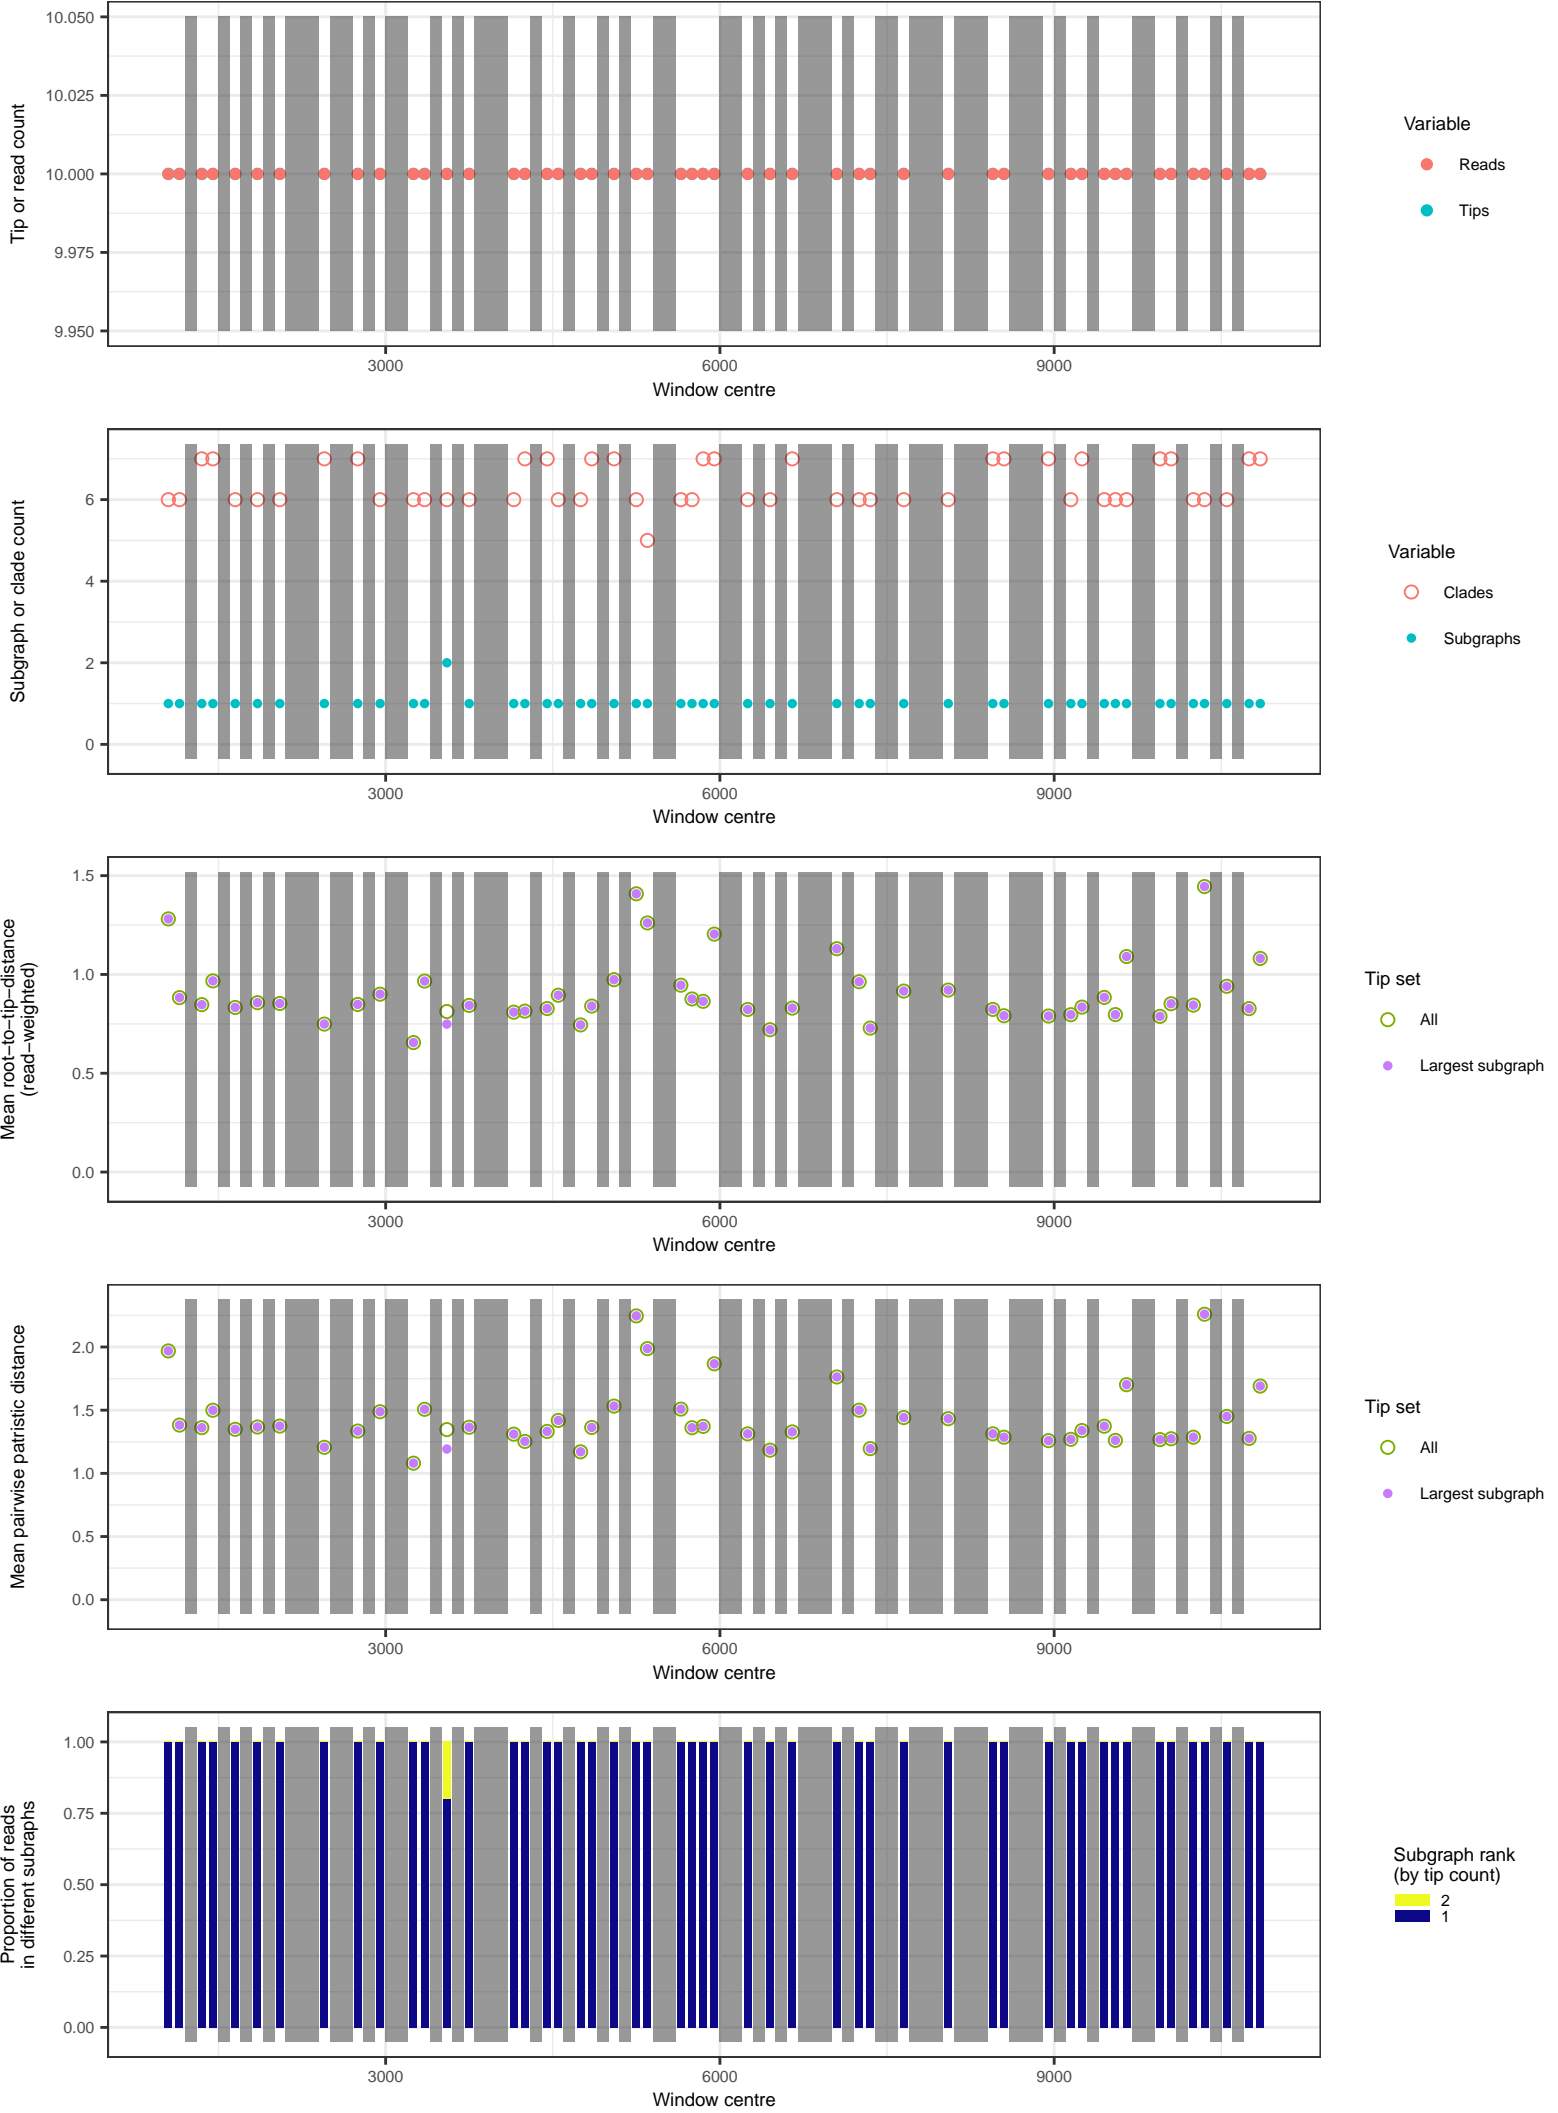 10.050
10.025
10.000
9.975
9.950
Tip or read count
3000
6000
9000
Window centre
Variable
Reads
Tips
6
4
2
0
Subgraph or clade count
3000
6000
9000
Window centre
Variable
Clades
Subgraphs
1.5
1.0
0.5
0.0
Mean root−to−tip−distance
(read−weighted)
3000
6000
9000
Window centre
Tip set
All
Largest subgraph
2.0
1.5
1.0
0.5
0.0
Mean pairwise patristic distance
3000
6000
9000
Window centre
Tip set
All
Largest subgraph
1.00
0.75
0.50
0.25
0.00
Proportion of reads
in different subraphs
3000
6000
9000
Window centre
Subgraph rank
(by tip count)
2
1